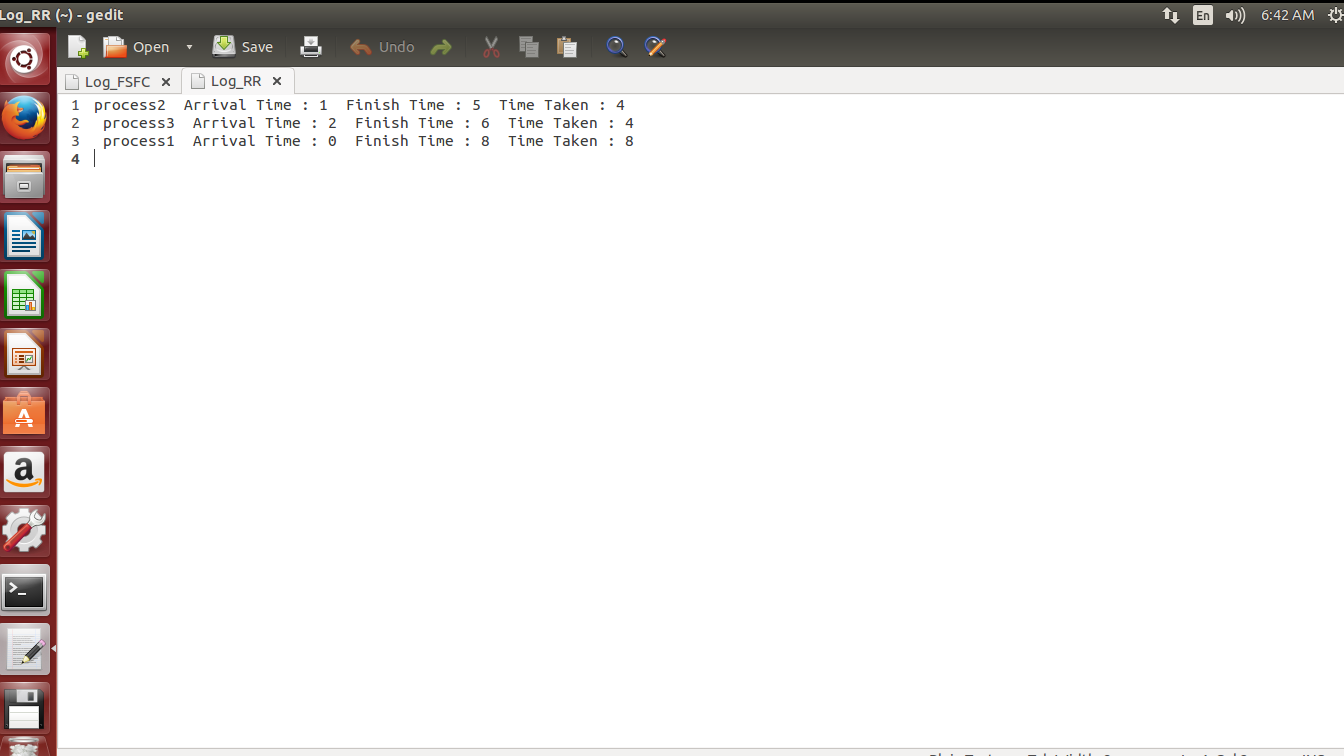 Log_RR (~) - gedit
En 6:42 AM
Open Save Undo
Log_FSFC × Log_RR ×
1 process2 Arrival Time : 1 Finish Time : 5 Time Taken : 4
2 process3 Arrival Time : 2 Finish Time : 6 Time Taken : 4
3 process1 Arrival Time : 0 Finish Time : 8 Time Taken : 8
4